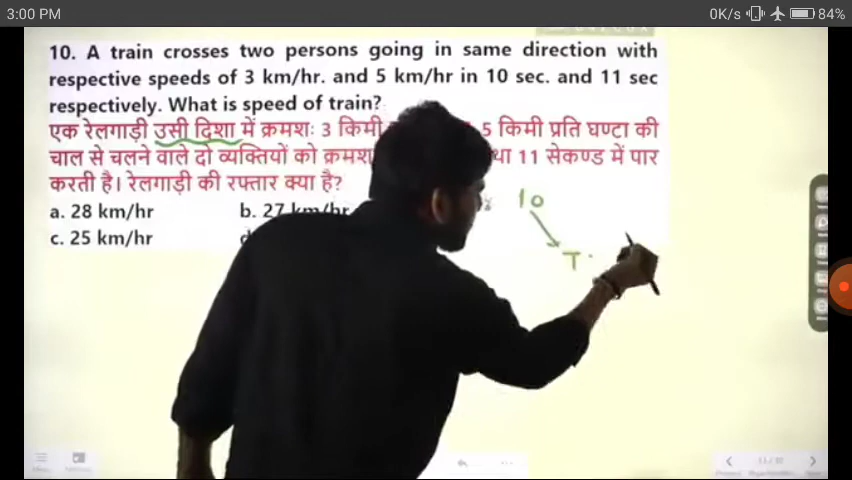 3:00 PM
0K/s 84%
10. A train crosses two persons going in same direction with
respective speeds of 3 km/hr. and 5 km/hr in 10 sec. and 11 sec
respectively. What is speed of train?
एक रेलगाड़ी उसी दिशा में क्रमशः 3 किमी 5 किमी प्रति घण्टा की
चाल से चलने वाले दो व्यक्तियों को 11 सेकण्ड में पार
करती है। रेलगाड़ी की रफ्तार क्या है?
a. 28 km/hr b. 27 km/hr
c. 25 km/hr
10
T